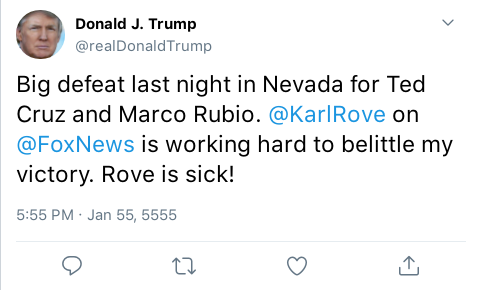 Donald J. Trump
@realDonaldTrump
Big defeat last night in Nevada for Ted
Cruz and Marco Rubio. @KarlRove on
@FoxNews is working hard to belittle my
victory. Rove is sick!
5:55 PM · Jan 55, 5555